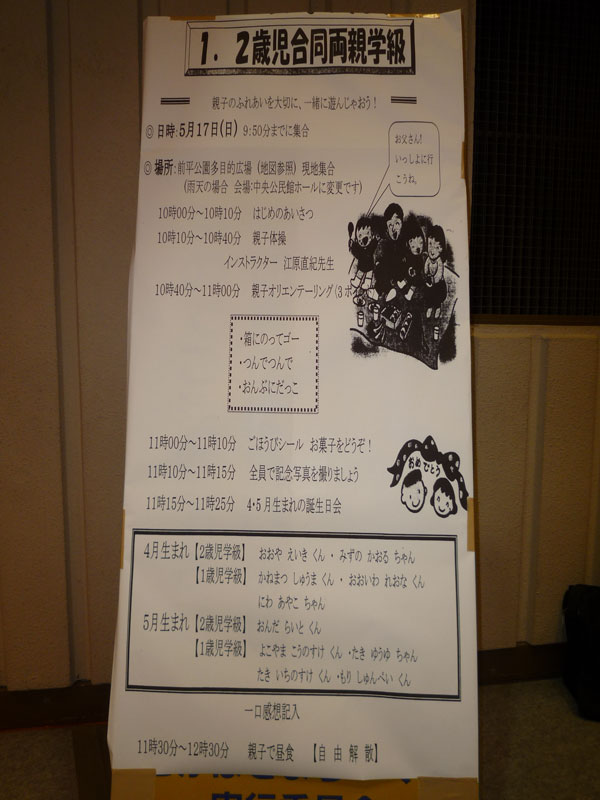 1．2歳児合同両親学級
親子のふれあいを大切に、一緒に遊んじゃおう！
◎日時：5月17日(日) 9:50分までに集合
お父さん!
いっしょに行
こうね。
◎場所：前平公園多目的広場（地図参照）現地集合
（雨天の場合 会場：中央公民館ホールに変更です）
10時00分～10時10分 はじめのあいさつ
10時10分～10時40分 親子体操
インストラクター 江原直紀先生
10時40分～11時00分 親子オリエンテーリング（3ポ
・箱にのってゴー
・つんでつんで
・おんぶにだっこ
11時00分～11時10分 ごほうびシール お菓子をどうぞ！
11時10分～11時15分 全員で記念写真を撮りましょう
11時15分～11時25分 4・5月生まれの誕生日会
おめでとう
4月生まれ【2歳児学級】 おおや えいき くん ・ みずの かおる ちゃん
【1歳児学級】 かねまつ しゅうま くん ・ おおいわ れおな くん
にわ あやこ ちゃん
5月生まれ【2歳児学級】 おんだ らいと くん
【1歳児学級】 よこやま こうのすけ くん ・たき ゆうゆ ちゃん
たき いちのすけ くん ・もり しゅんぺい くん
一口感想記入
11時30分～12時30分 親子で昼食 【自由解散】